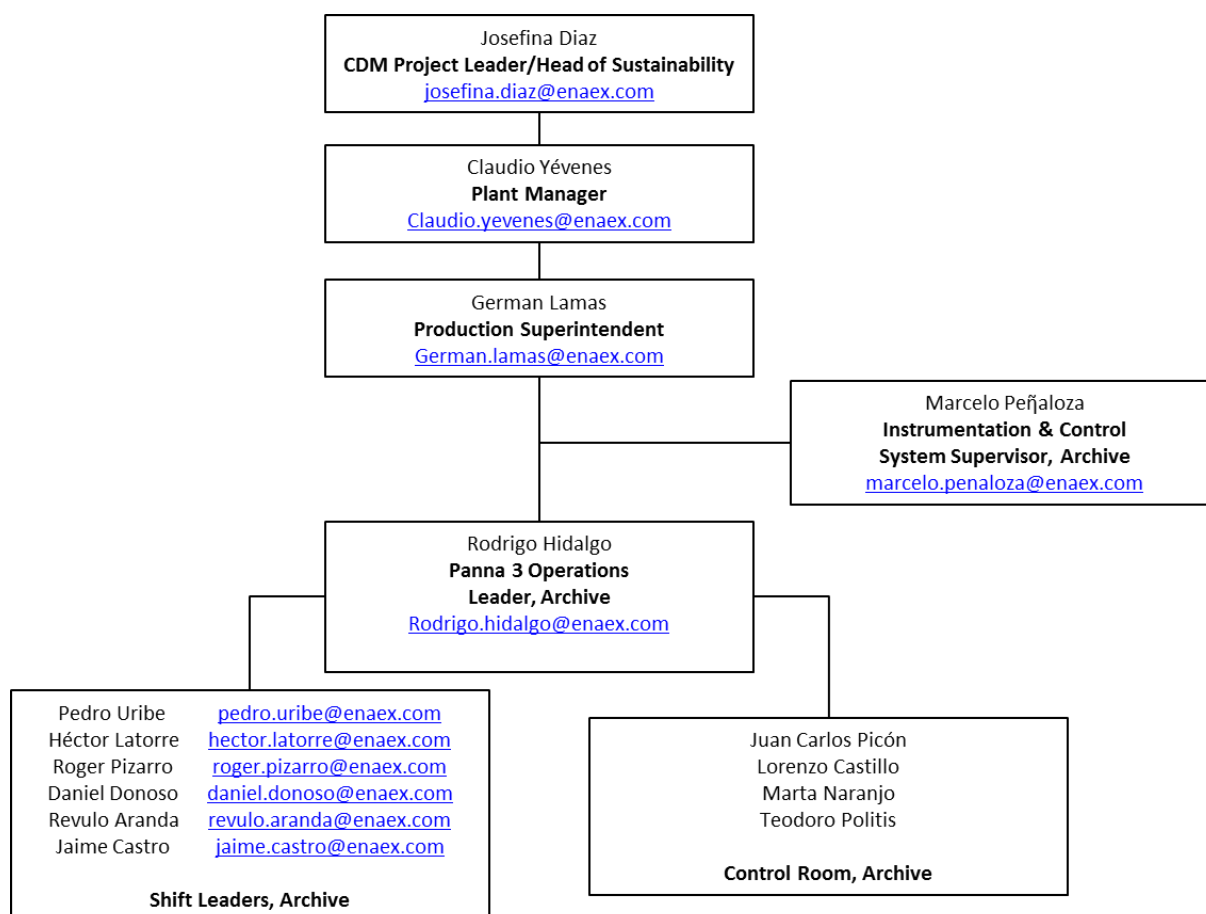 Josefina Diaz
CDM Project Leader/Head of Sustainability
josefina.diaz@enaex.com
Claudio Yévenes
Plant Manager
Claudio.yevenes@enaex.com
German Lamas
Production Superintendent
German.lamas@enaex.com
Marcelo Peῆaloza
Instrumentation & Control
System Supervisor, Archive
marcelo.penaloza@enaex.com
Rodrigo Hidalgo
Panna 3 Operations
Leader, Archive
Rodrigo.hidalgo@enaex.com
Pedro Uribe pedro.uribe@enaex.com
Héctor Latorre hector.latorre@enaex.com
Roger Pizarro roger.pizarro@enaex.com
Daniel Donoso daniel.donoso@enaex.com
Revulo Aranda revulo.aranda@enaex.com
Jaime Castro jaime.castro@enaex.com
Shift Leaders, Archive
Juan Carlos Picón
Lorenzo Castillo
Marta Naranjo
Teodoro Politis
Control Room, Archive